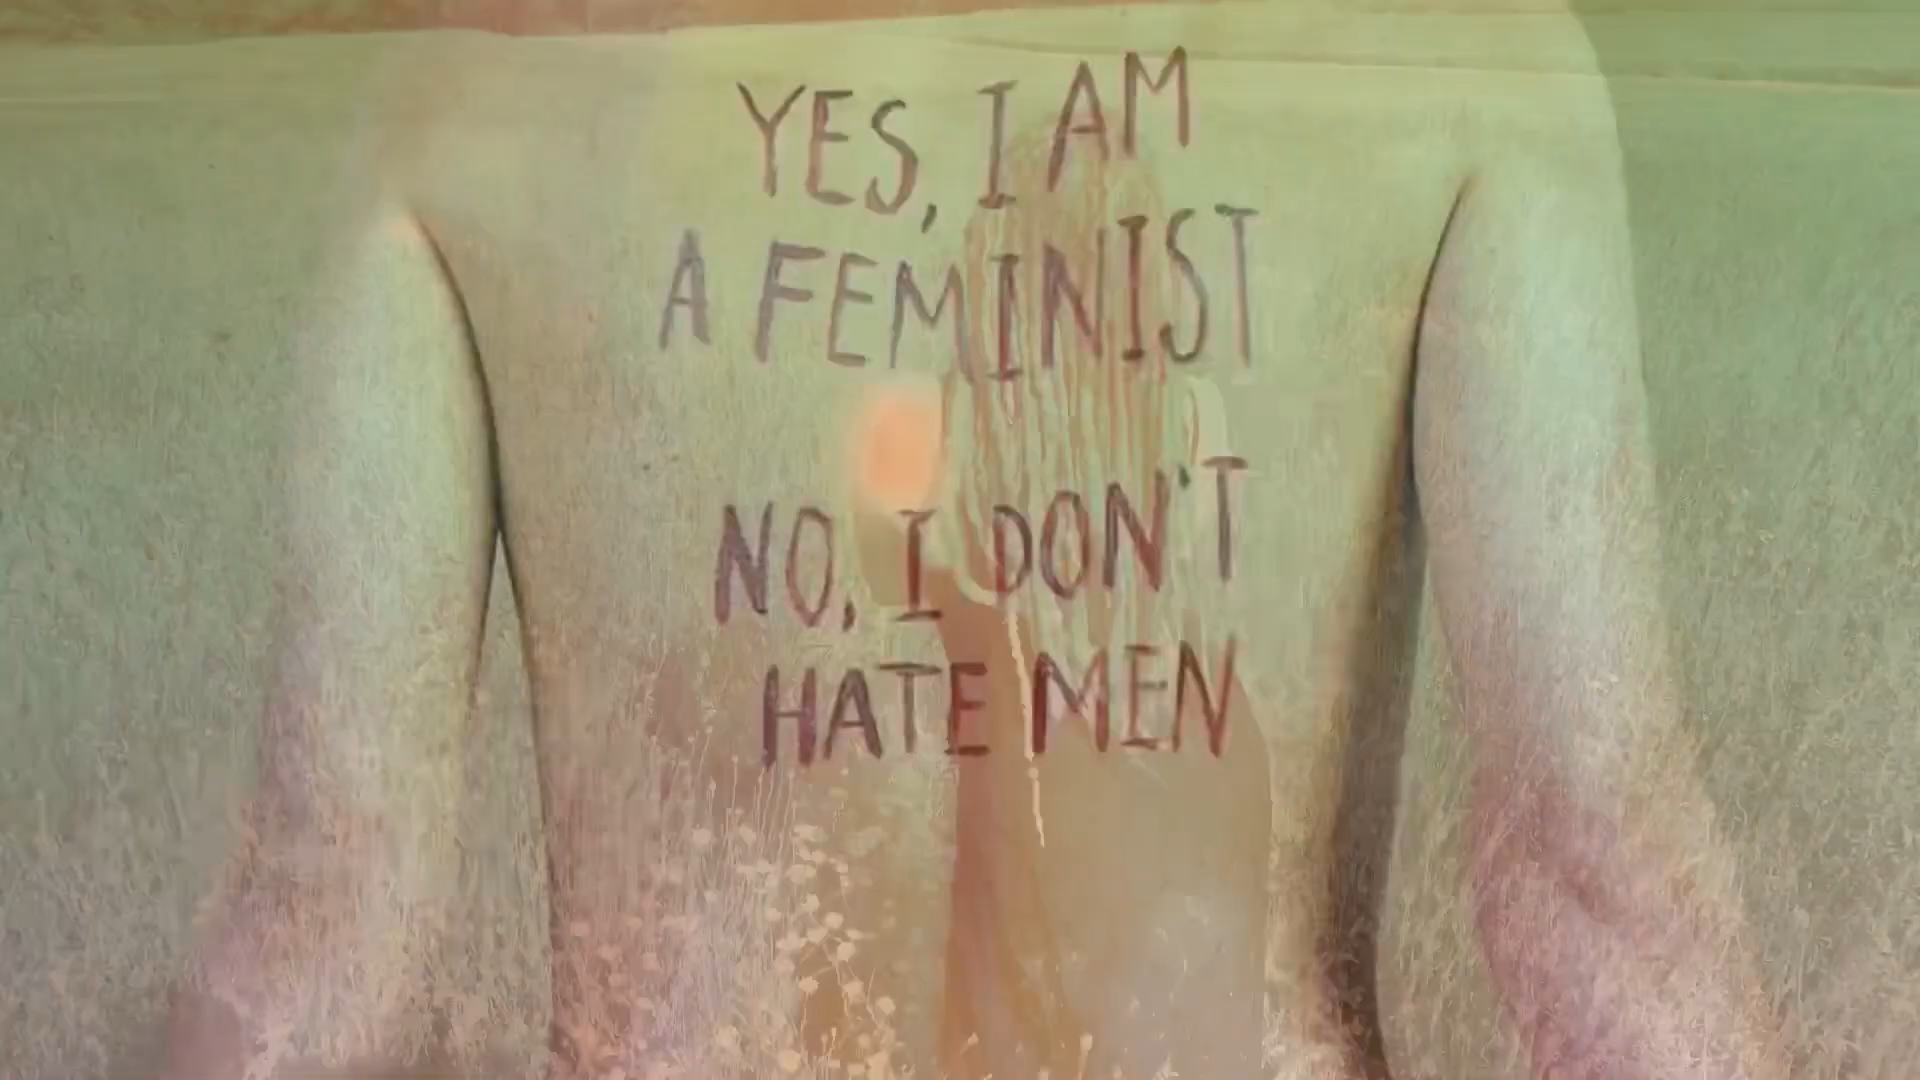 YES, I AM
A FEMINIST
NO, I DON'T
HATE MEN